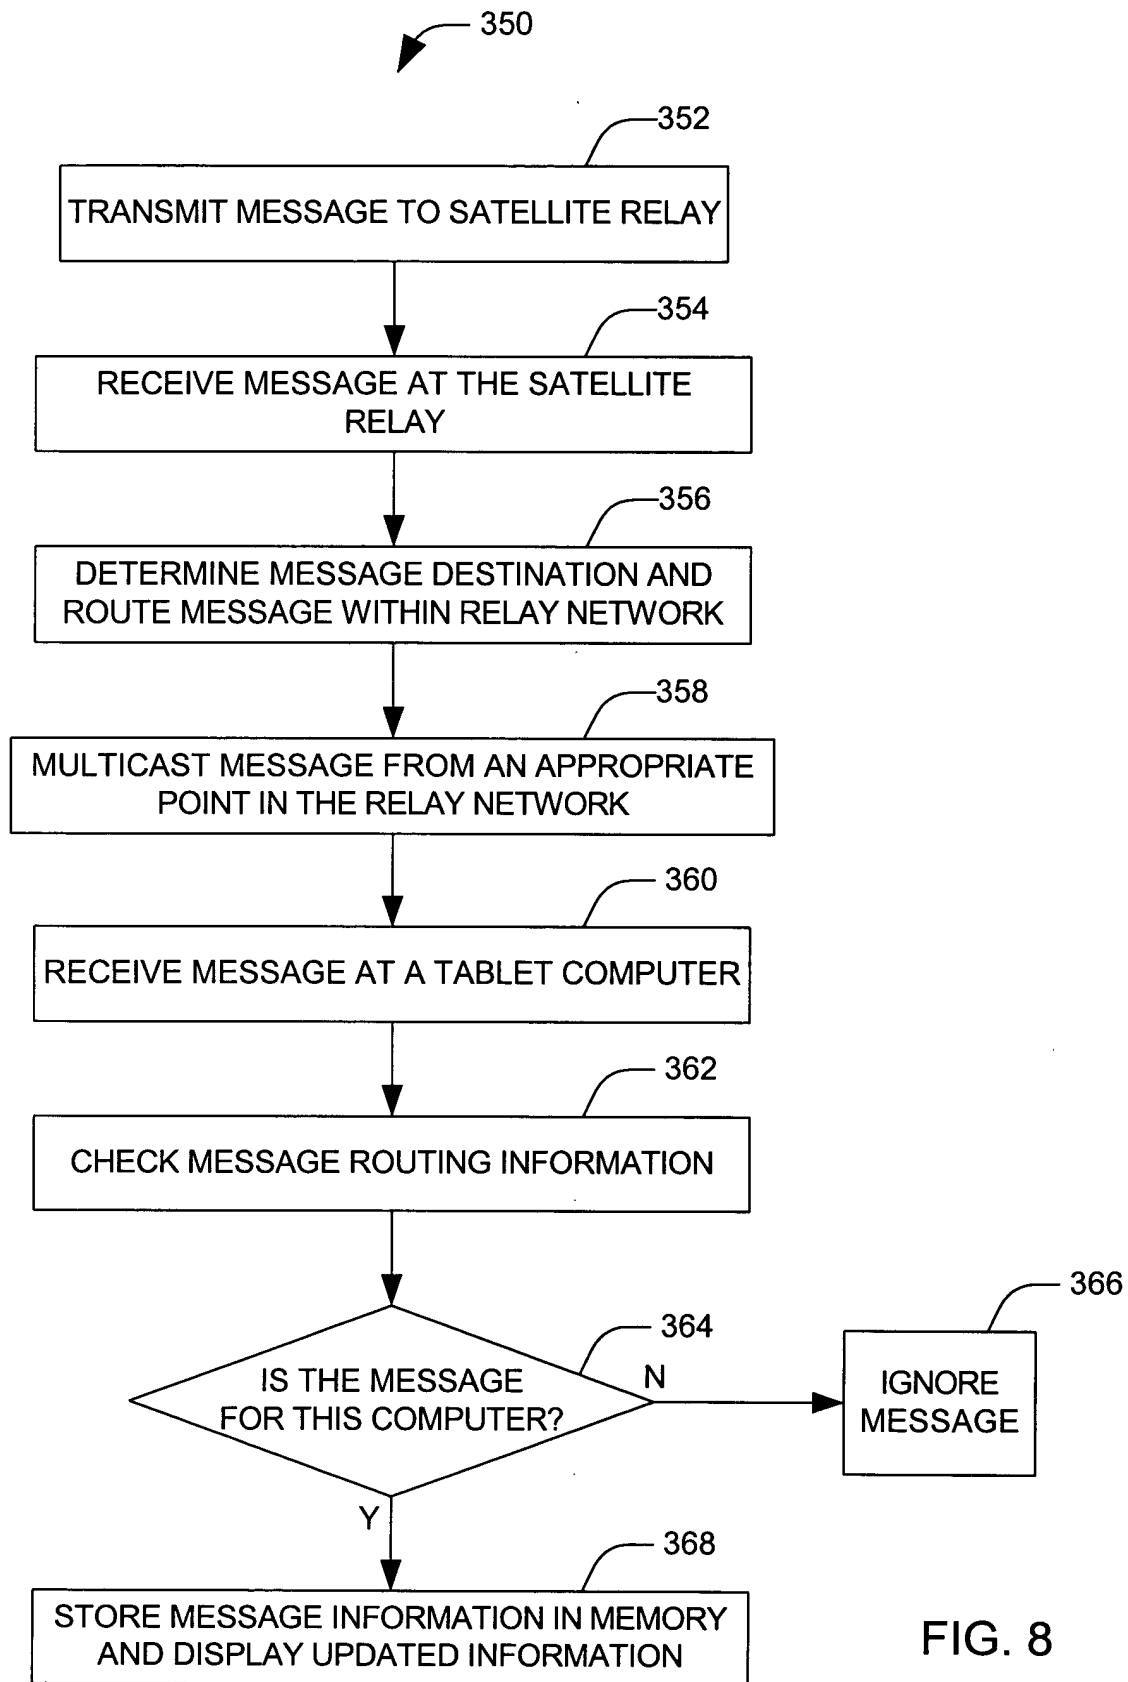 350
352
TRANSMIT MESSAGE TO SATELLITE RELAY
354
RECEIVE MESSAGE AT THE SATELLITE
RELAY
356
DETERMINE MESSAGE DESTINATION AND
ROUTE MESSAGE WITHIN RELAY NETWORK
358
MULTICAST MESSAGE FROM AN APPROPRIATE
POINT IN THE RELAY NETWORK
360
RECEIVE MESSAGE AT A TABLET COMPUTER
362
CHECK MESSAGE ROUTING INFORMATION
364
IS THE MESSAGE
FOR THIS COMPUTER?
N
366
IGNORE
MESSAGE
Y
368
STORE MESSAGE INFORMATION IN MEMORY
AND DISPLAY UPDATED INFORMATION
FIG. 8